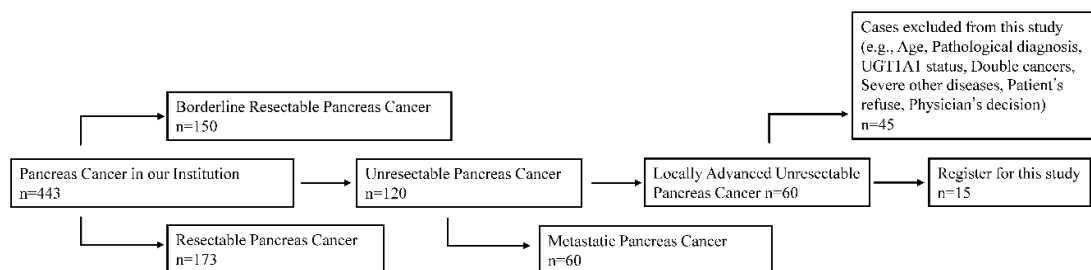 Cases excluded from this study
(e.g., Age, Pathological diagnosis,
UGT1A1 status, Double cancers,
Severe other diseases, Patient's
refuse, Physician's decision)
n=45
Borderline Resectable Pancreas Cancer
n=150
Pancreas Cancer in our Institution
n=443
Unresectable Pancreas Cancer
n=120
Locally Advanced Unresectable
Pancreas Cancer n=60
Register for this study
n=15
Resectable Pancreas Cancer
n=173
Metastatic Pancreas Cancer
n=60